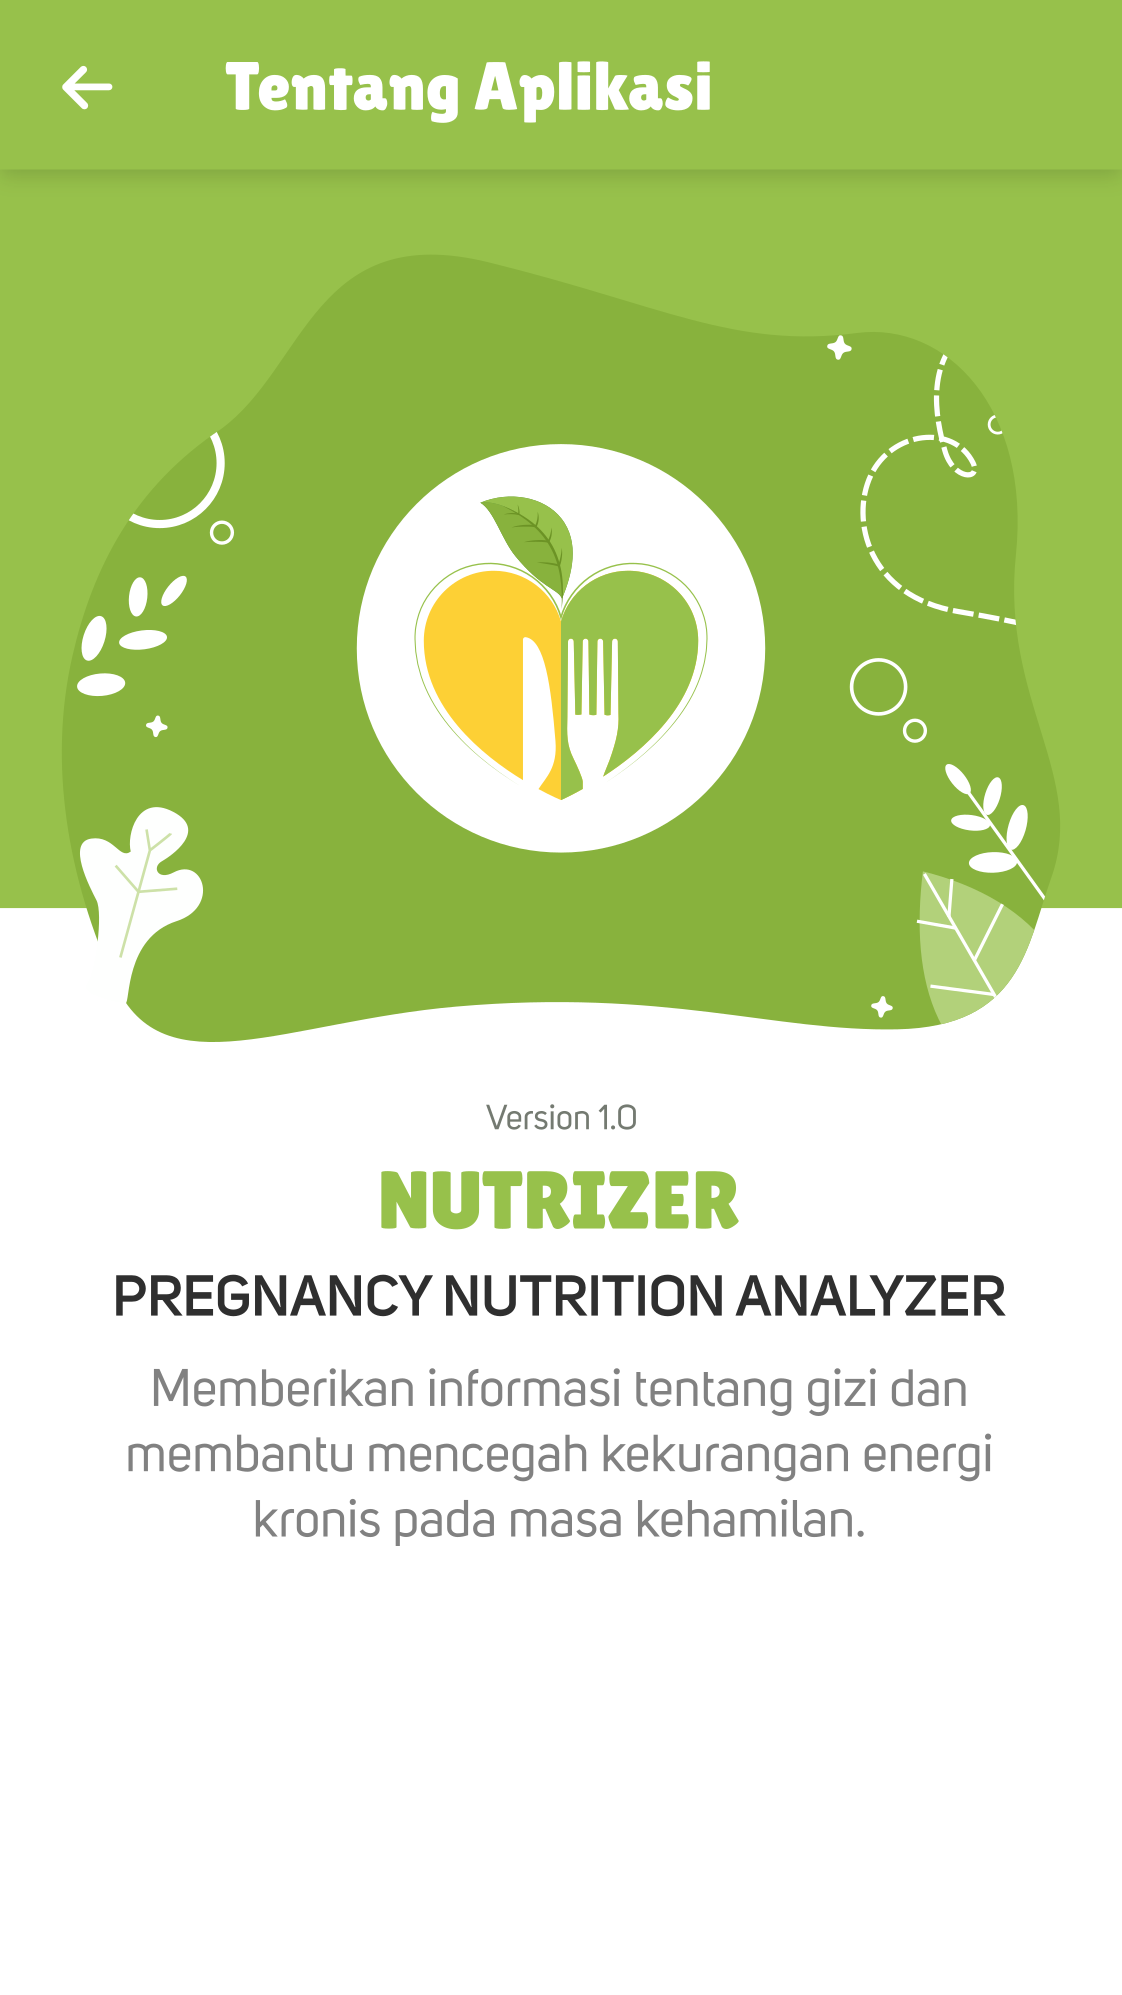 Tentang Aplikasi
Version 1.0
NUTRIZER
PREGNANCY NUTRITION ANALYZER
Memberikan informasi tentang gizi dan
membantu mencegah kekurangan energi
kronis pada masa kehamilan.